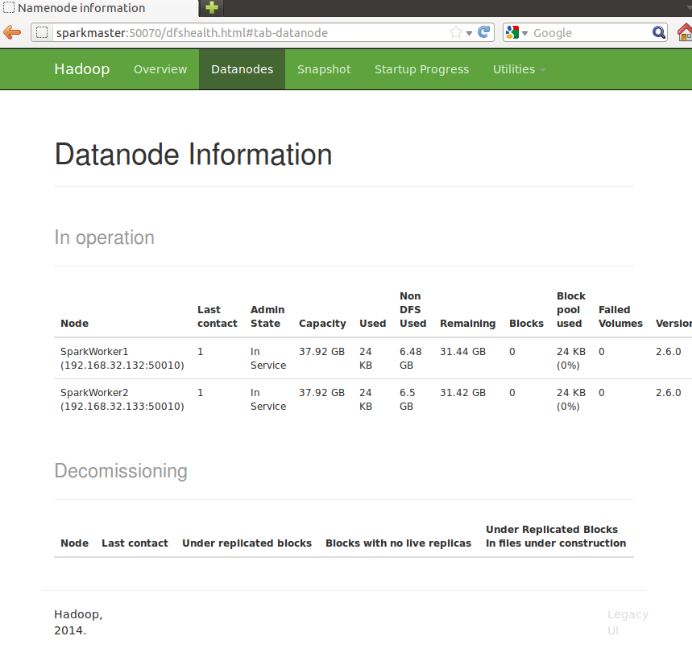 Namenode information
sparkmaster:50070/dfshealth.html#tab-datanode
Google
Hadoop Overview Datanodes Snapshot Startup Progress Utilities
Datanode Information
In operation
Node Last contact Admin State Capacity Used Non DFS Used Remaining Blocks Block pool used Failed Volumes Version
SparkWorker1 (192.168.32.132:50010) 1 In Service 37.92 GB 24 KB 6.48 GB 31.44 GB 0 24 KB (0%) 0 2.6.0
SparkWorker2 (192.168.32.133:50010) 1 In Service 37.92 GB 24 KB 6.5 GB 31.42 GB 0 24 KB (0%) 0 2.6.0
Decomissioning
Node Last contact Under replicated blocks Blocks with no live replicas Under Replicated Blocks In files under construction
Hadoop, 2014.
Legacy UI